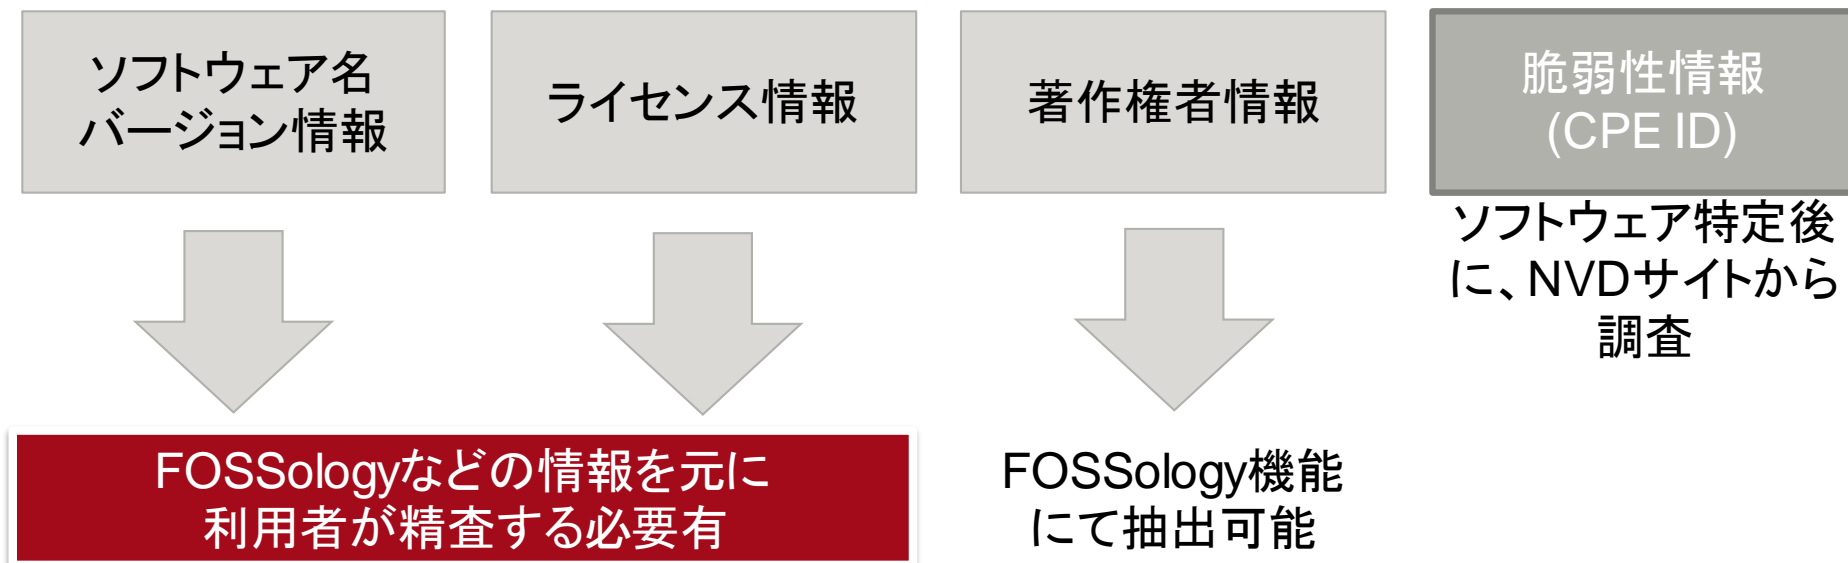 ソフトウェア名
バージョン情報
ライセンス情報
著作権者情報
脆弱性情報
(CPE ID)
ソフトウェア特定後
に、NVDサイトから
調査
FOSSologyなどの情報を元に
利用者が精査する必要有
FOSSology機能
にて抽出可能